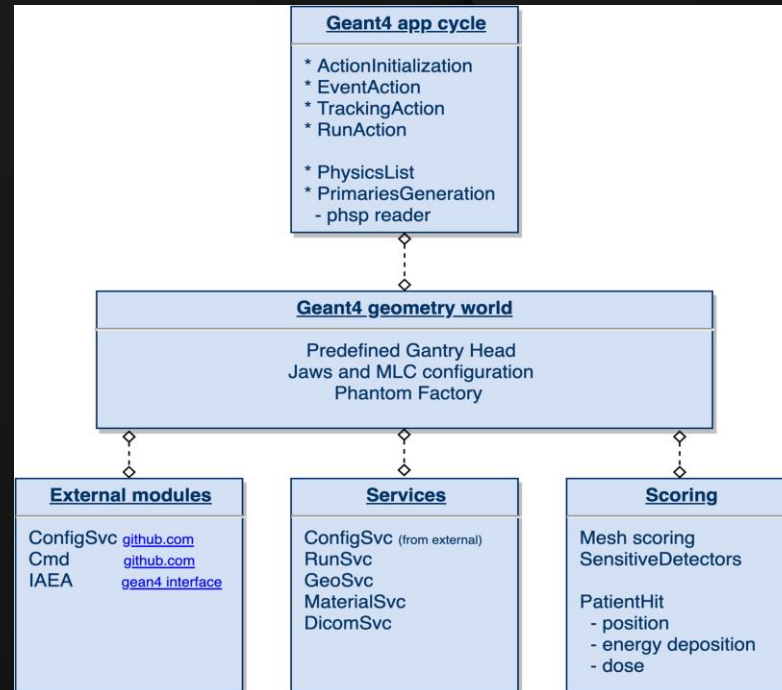 Geant4 app cycle
* ActionInitialization
* EventAction
* TrackingAction
* RunAction
* PhysicsList
* PrimariesGeneration
- phsp reader
Geant4 geometry world
Predefined Gantry Head
Jaws and MLC configuration
Phantom Factory
External modules
ConfigSvc github.com
Cmd github.com
IAEA gean4 interface
Services
ConfigSvc (from external)
RunSvc
GeoSvc
MaterialSvc
DicomSvc
Scoring
Mesh scoring
SensitiveDetectors
PatientHit
- position
- energy deposition
- dose